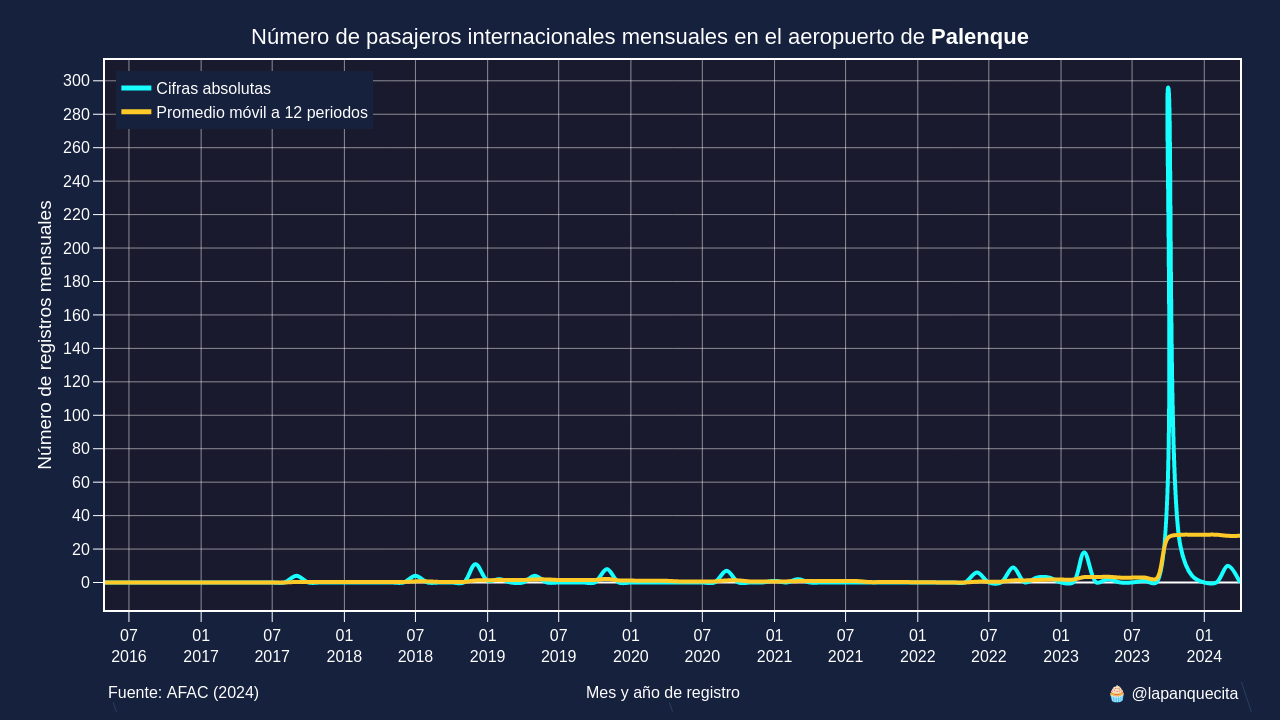 Número de pasajeros internacionales mensuales en el aeropuerto de Palenque
Cifras absolutas
Promedio móvil a 12 periodos
Número de registros mensuales
300
280
260
240
220
200
180
160
140
120
100
80
60
40
20
0
07 01 07 01 07 01 07 01 07 01 07 01 07 01 07 01
2016 2017 2017 2018 2018 2019 2019 2020 2020 2021 2021 2022 2022 2023 2023 2024
Fuente: AFAC (2024)
Mes y año de registro
🧁 @lapanquecita